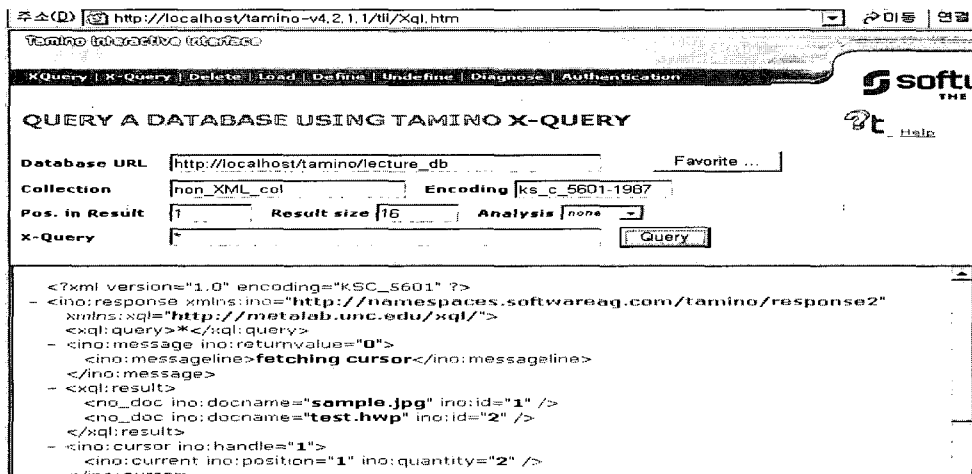 주소(D) http://localhost/tamino-v4.2.1.1/tii/Xql.htm 이동 연결
Tamino Interactive Interface
XQuery | X-Query | Delete | Load | Define | Undefine | Diagnose | Authentication
softw
THE
QUERY A DATABASE USING TAMINO X-QUERY
Help
Database URL http://localhost/tamino/lecture_db Favorite ...
Collection non_XML_col Encoding ks_c_5601-1987
Pos. in Result 1 Result size 16 Analysis none
X-Query * Query
<?xml version="1.0" encoding="KSC_5601" ?>
- <ino:response xmlns:ino="http://namespaces.softwareag.com/tamino/response2"
xmlns:xql="http://metalab.unc.edu/xql/">
<xql:query>*</xql:query>
- <ino:message ino:returnvalue="0">
<ino:messageline>fetching cursor</ino:messageline>
</ino:message>
- <xql:result>
<no_doc ino:docname="sample.jpg" ino:id="1" />
<no_doc ino:docname="test.hwp" ino:id="2" />
</xql:result>
- <ino:cursor ino:handle="1">
<ino:current ino:position="1" ino:quantity="2" />
</ino:cursor>